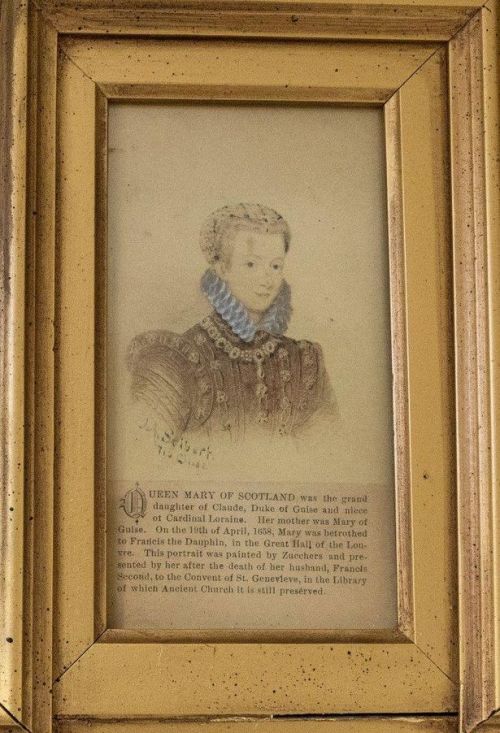 QUEEN MARY OF SCOTLAND was the grand
daughter of Claude, Duke of Guise and niece
of Cardinal Loraine. Her mother was Mary of
Guise. On the 19th of April, 1658, Mary was betrothed
to Francis the Dauphin, in the Great Hall of the Lou-
vre. This portrait was painted by Zucchers and pre-
sented by her after the death of her husband, Francis
Second, to the Convent of St. Genevieve, in the Library
of which Ancient Church it is still preserved.